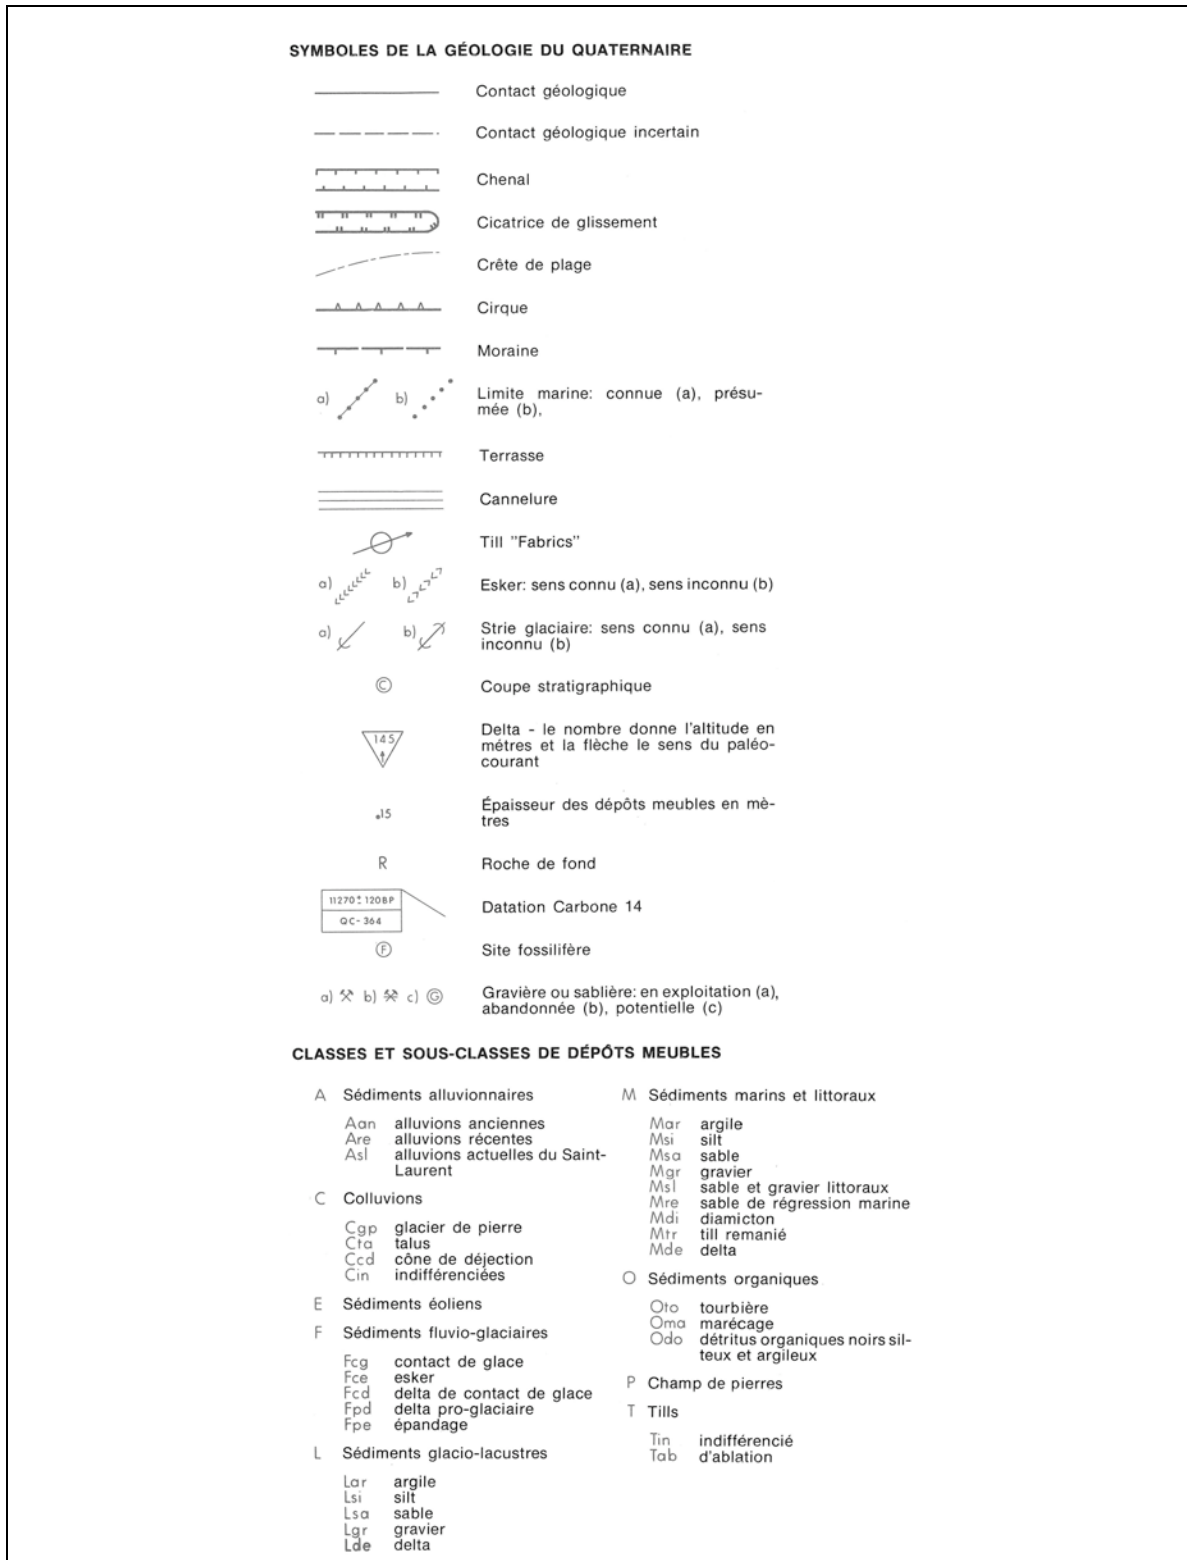 SYMBOLES DE LA GÉOLOGIE DU QUATERNAIRE
Contact géologique
Contact géologique incertain
Chenal
Cicatrice de glissement
Crête de plage
Cirque
Moraine
a) b) Limite marine: connue (a), présu-
mée (b),
Terrasse
Cannelure
Till "Fabrics"
a) b) Esker: sens connu (a), sens inconnu (b)
a) b) Strie glaciaire: sens connu (a), sens
inconnu (b)
© Coupe stratigraphique
145 Delta - le nombre donne l'altitude en
métres et la flèche le sens du paléo-
courant
.15 Épaisseur des dépôts meubles en mè-
tres
R Roche de fond
11270 ± 120BP
QC-364
Datation Carbone 14
Ⓕ Site fossilifère
a) b) c) Ⓖ Gravière ou sablière: en exploitation (a),
abandonnée (b), potentielle (c)
CLASSES ET SOUS-CLASSES DE DÉPÔTS MEUBLES
A Sédiments alluvionnaires
Aan alluvions anciennes
Are alluvions récentes
Asl alluvions actuelles du Saint-
Laurent
C Colluvions
Cgp glacier de pierre
Cta talus
Ccd cône de déjection
Cin indifférenciées
E Sédiments éoliens
F Sédiments fluvio-glaciaires
Fcg contact de glace
Fce esker
Fcd delta de contact de glace
Fpd delta pro-glaciaire
Fpe épandage
L Sédiments glacio-lacustres
Lar argile
Lsi silt
Lsa sable
Lgr gravier
Lde delta
M Sédiments marins et littoraux
Mar argile
Msi silt
Msa sable
Mgr gravier
Msl sable et gravier littoraux
Mre sable de régression marine
Mdi diamicton
Mtr till remanié
Mde delta
O Sédiments organiques
Oto tourbière
Oma marécage
Odo détritus organiques noirs sil-
teux et argileux
P Champ de pierres
T Tills
Tin indifférencié
Tab d'ablation